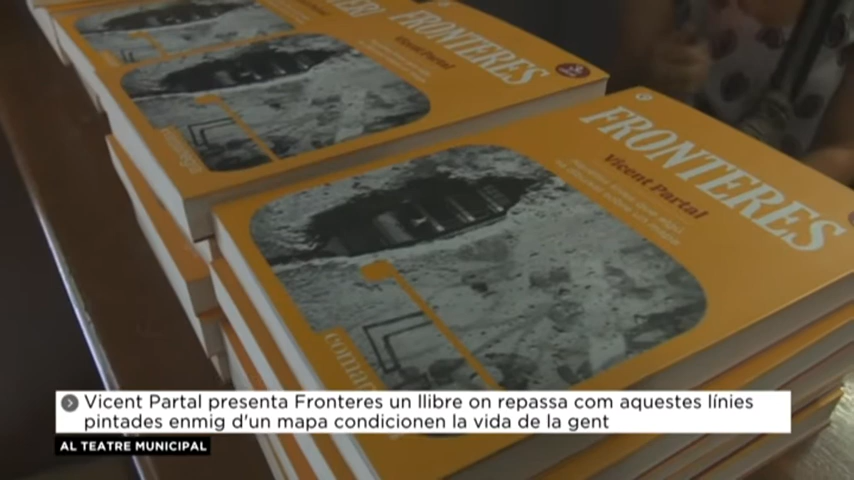 FRONTERES
Vicent Partal
FRONTERES
Vicent Partal
Vicent Partal presenta Fronteres un llibre on repassa com aquestes línies
pintades enmig d'un mapa condicionen la vida de la gent
AL TEATRE MUNICIPAL